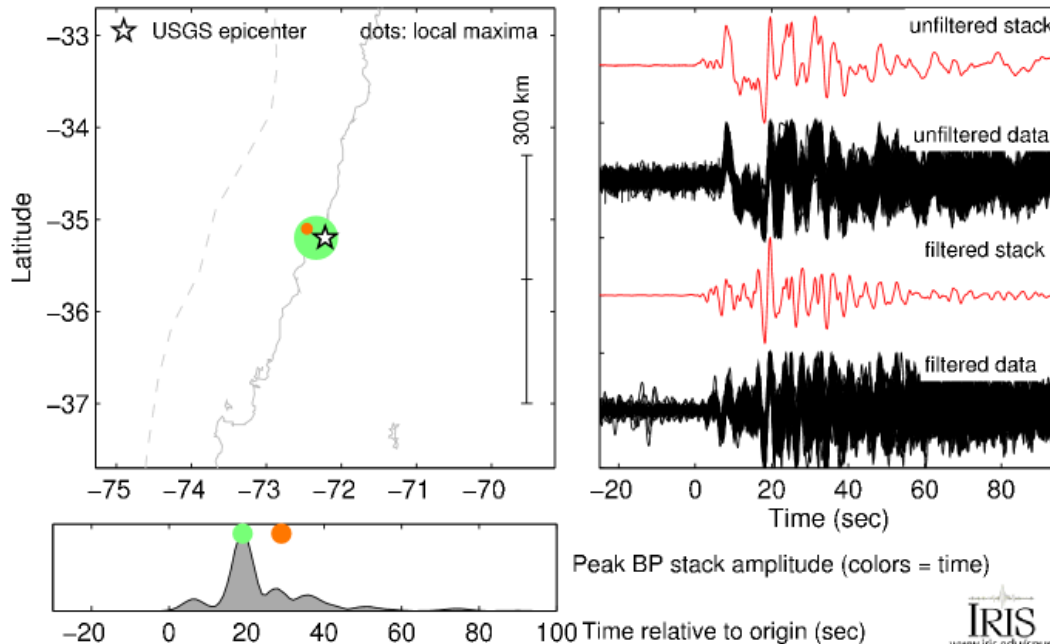 USGS epicenter dots: local maxima
300 km
Latitude
-33
-34
-35
-36
-37
-75 -74 -73 -72 -71 -70
unfiltered stack
unfiltered data
filtered stack
filtered data
-20 0 20 40 60 80
Time (sec)
Peak BP stack amplitude (colors = time)
-20 0 20 40 60 80 100
Time relative to origin (sec)
IRIS